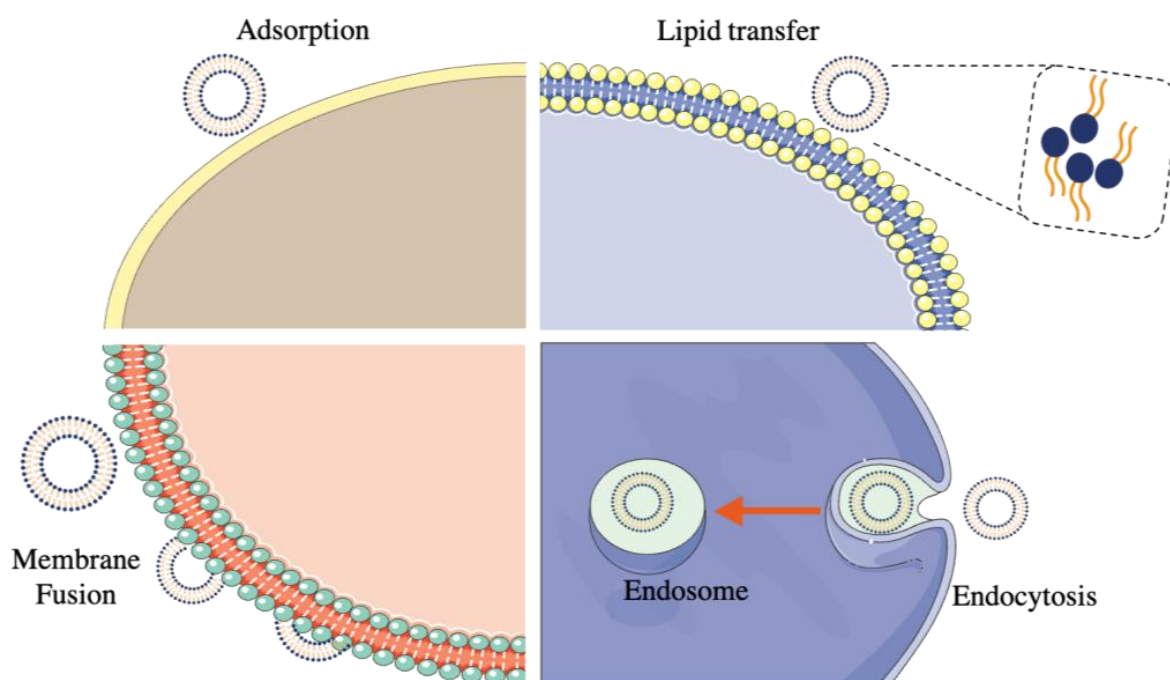 Adsorption
Lipid transfer
Membrane
Fusion
Endosome
Endocytosis